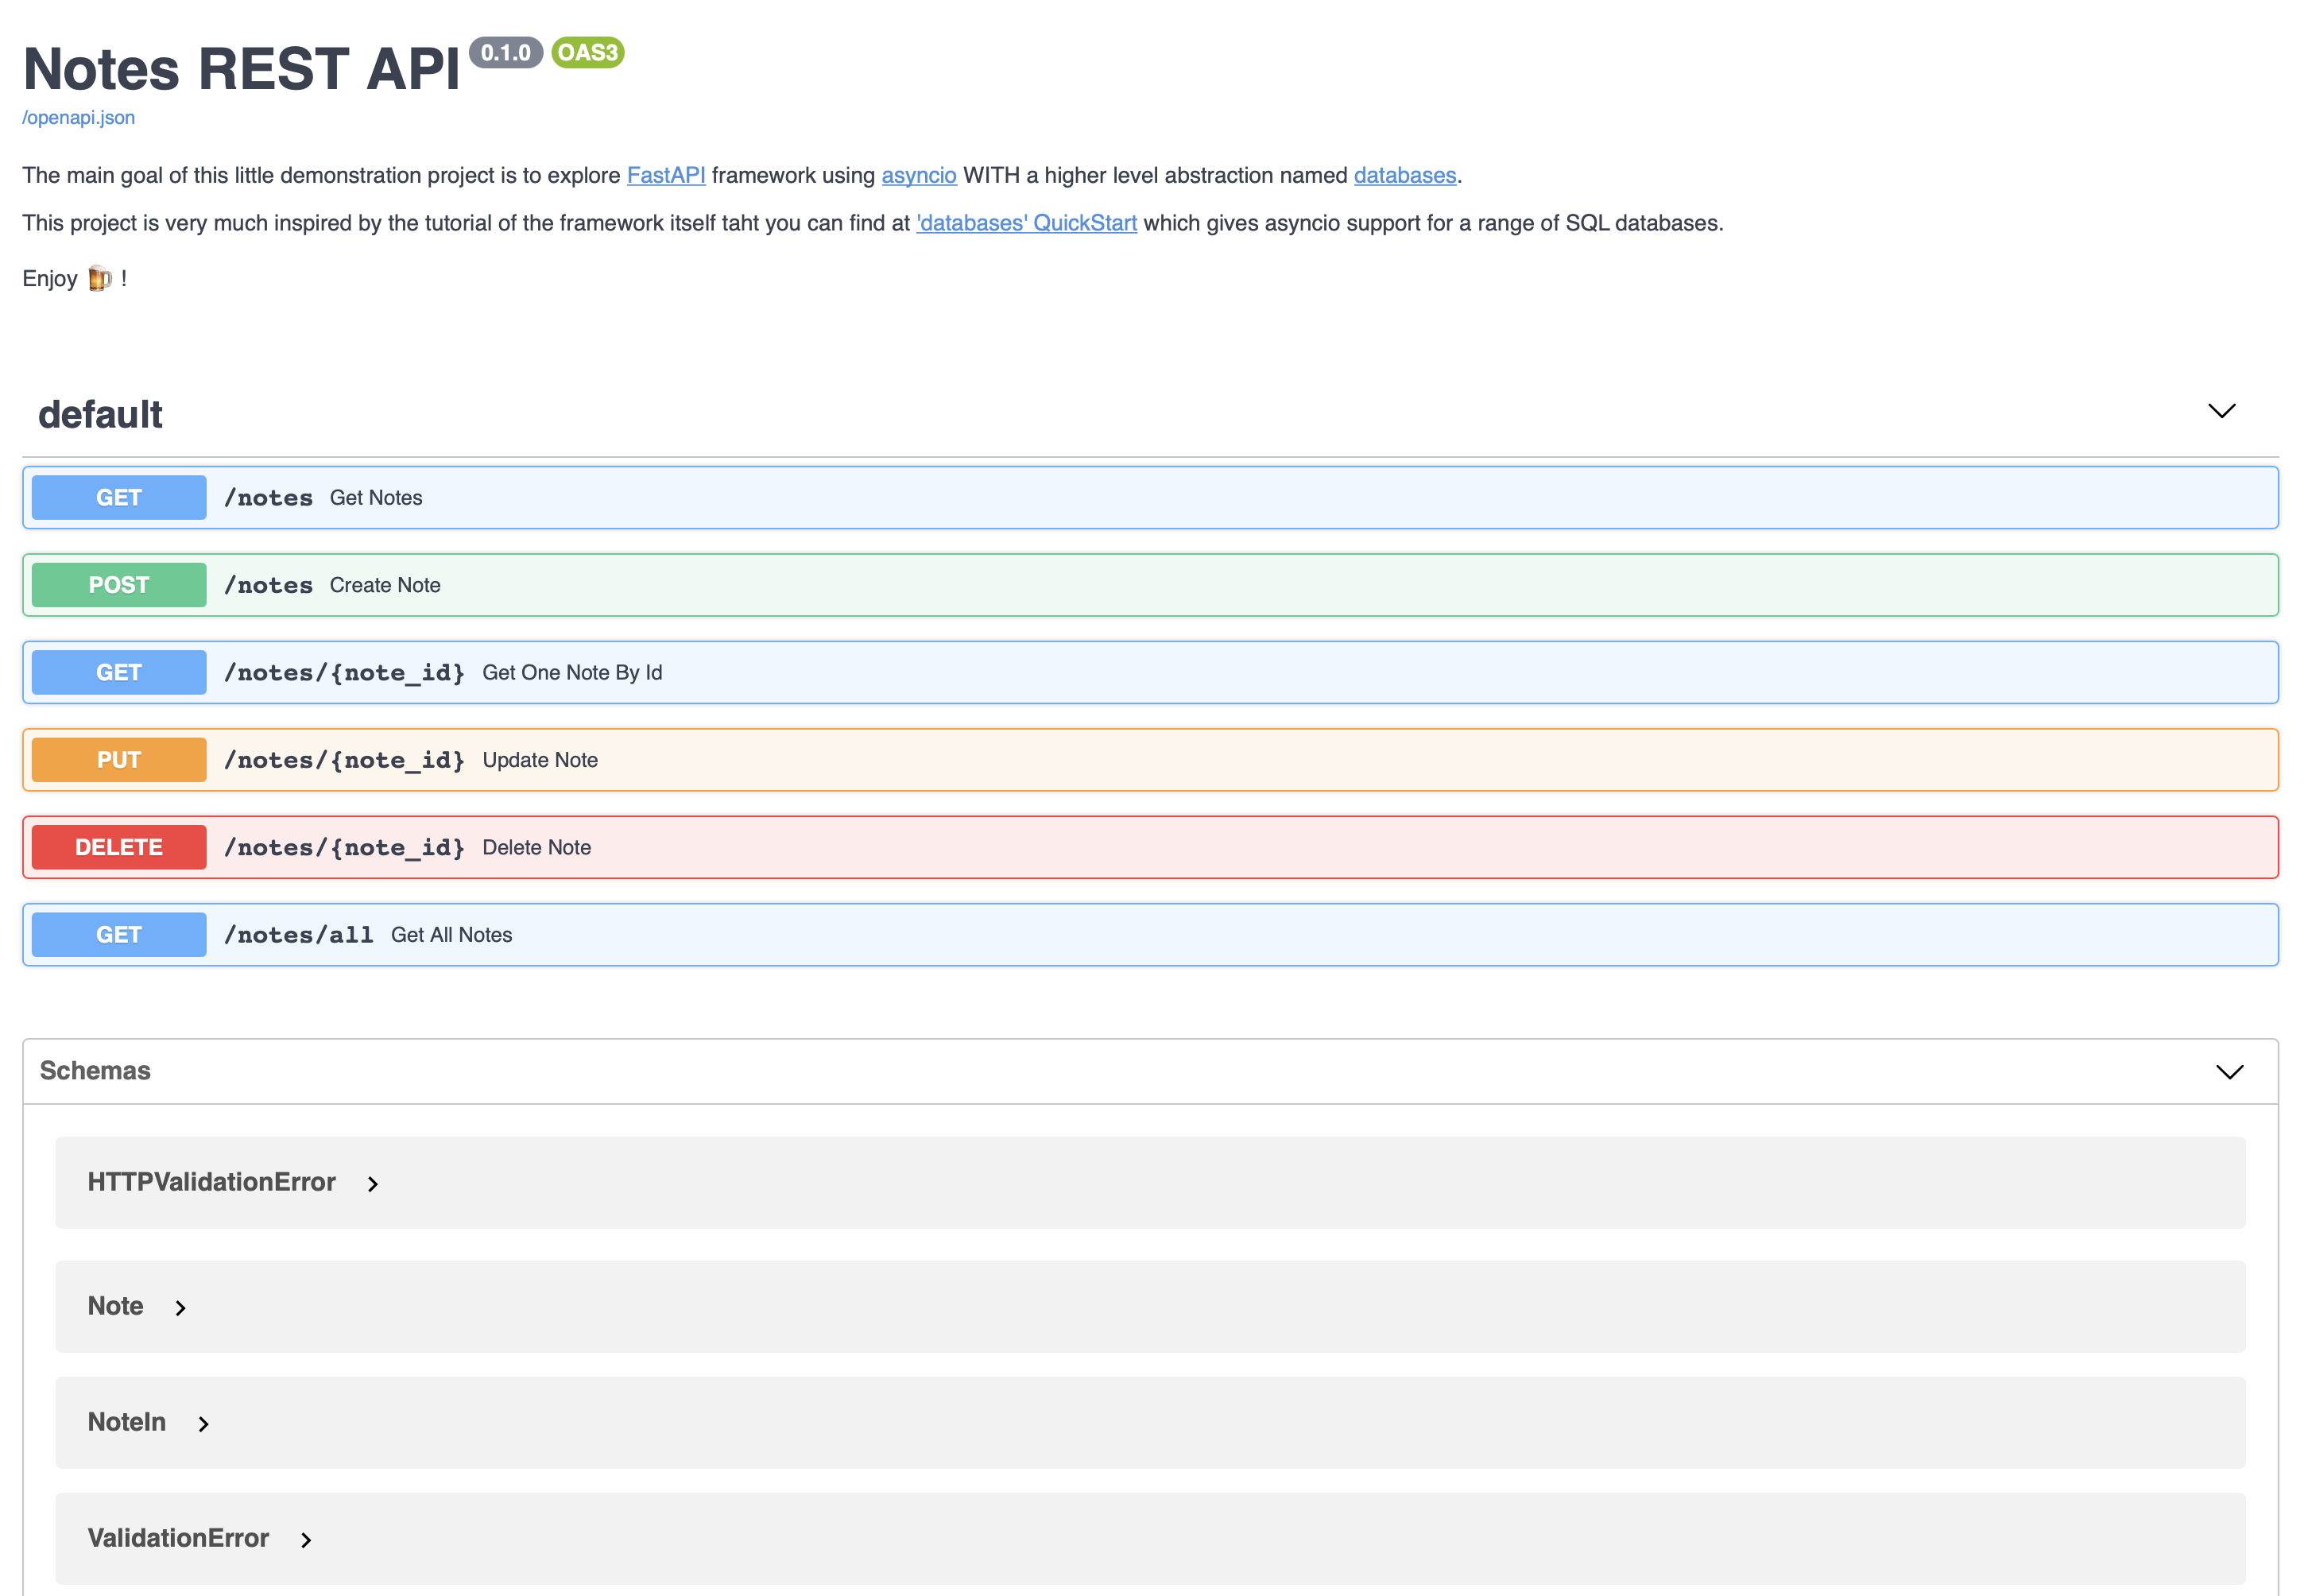 Notes REST API 0.1.0 OAS3
/openapi.json
The main goal of this little demonstration project is to explore FastAPI framework using asyncio WITH a higher level abstraction named databases.
This project is very much inspired by the tutorial of the framework itself taht you can find at 'databases' QuickStart which gives asyncio support for a range of SQL databases.
Enjoy 🍺 !
default
GET /notes Get Notes
POST /notes Create Note
GET /notes/{note_id} Get One Note By Id
PUT /notes/{note_id} Update Note
DELETE /notes/{note_id} Delete Note
GET /notes/all Get All Notes
Schemas
HTTPValidationError
Note
NoteIn
ValidationError